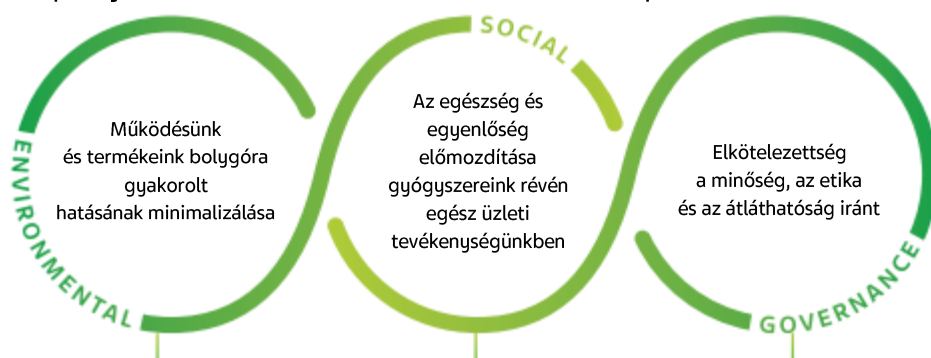 ENVIRONMENTAL
Működésünk
és termékeink bolygóra
gyakorolt
hatásának minimalizálása
SOCIAL
Az egészség és
egyenlőség
előmozdítása
gyógyszereink révén
egész üzleti
tevékenységünkben
GOVERNANCE
Elkötelezettség
a minőség, az etika
és az átláthatóság iránt